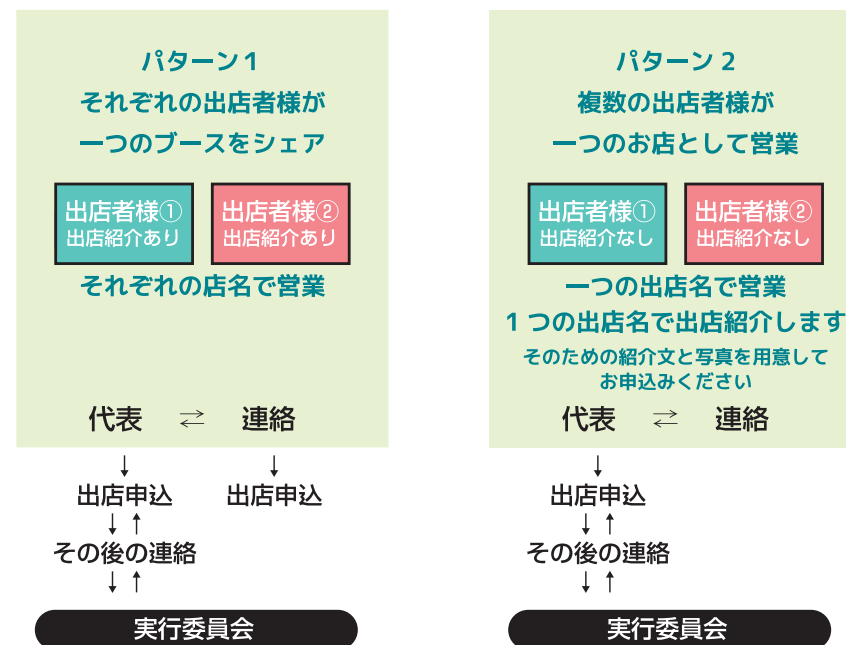 パターン1
それぞれの出店者様が
一つのブースをシェア
出店者様①
出店紹介あり
出店者様②
出店紹介あり
それぞれの店名で営業
代表 ⇄ 連絡
↓ ↓
出店申込 出店申込
↓↑
その後の連絡
↓↑
実行委員会
パターン2
複数の出店者様が
一つのお店として営業
出店者様①
出店紹介なし
出店者様②
出店紹介なし
一つの出店名で営業
1つの出店名で出店紹介します
そのための紹介文と写真を用意して
お申込みください
代表 ⇄ 連絡
↓
出店申込
↓↑
その後の連絡
↓↑
実行委員会